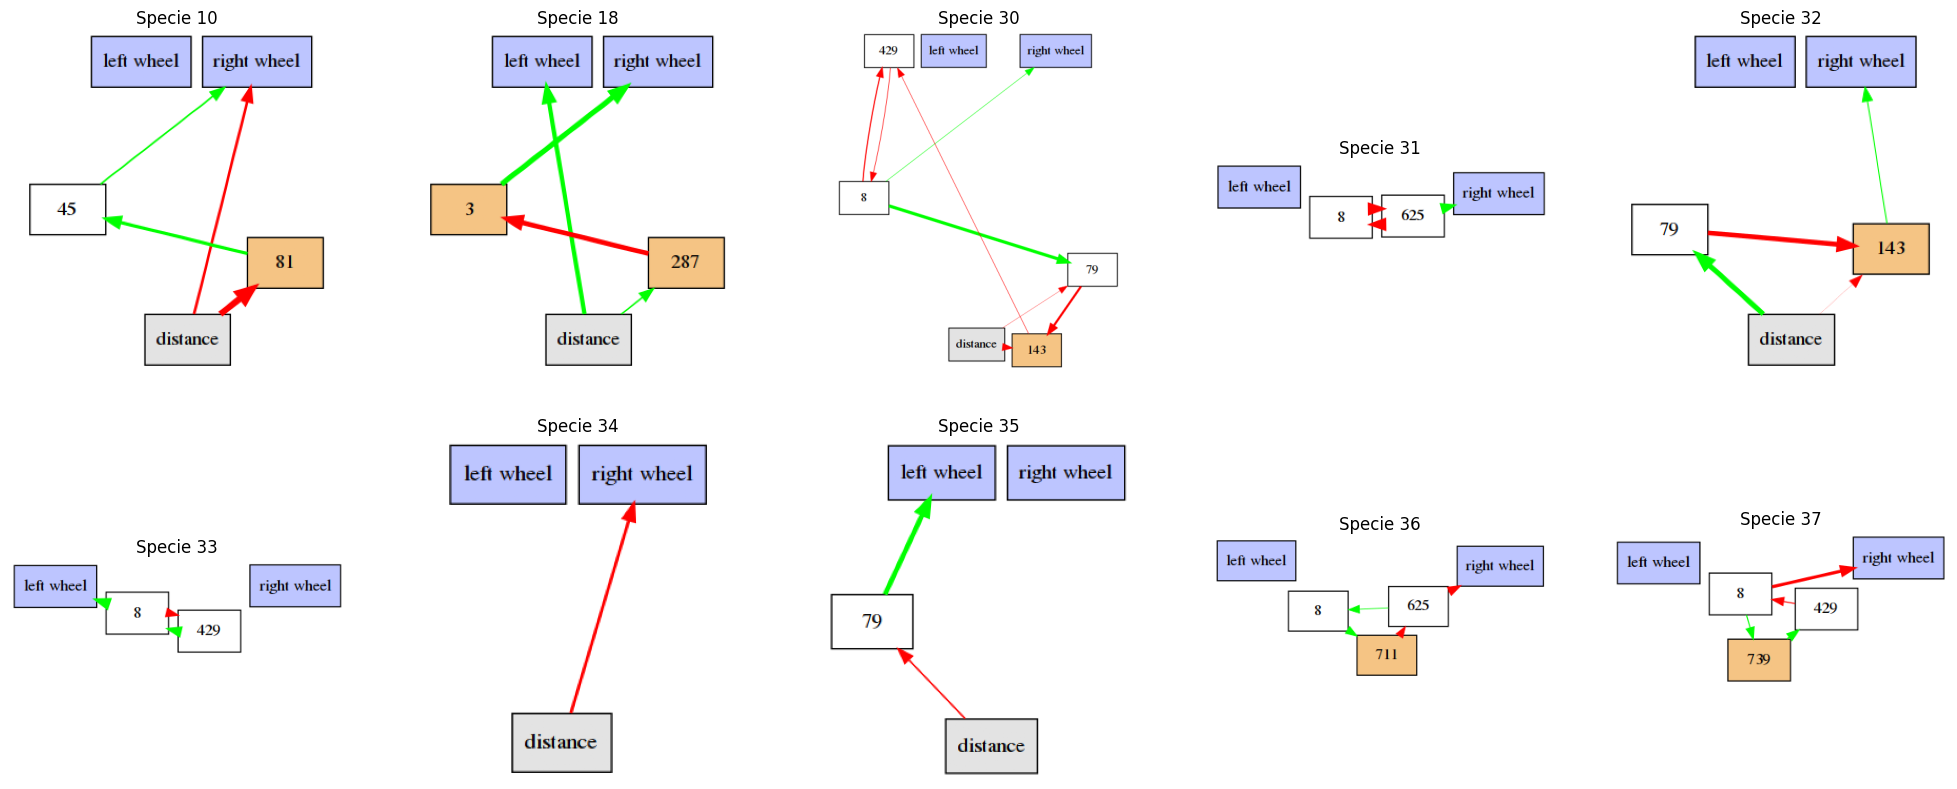 Specie 10
left wheel
right wheel
45
81
distance
Specie 18
left wheel
right wheel
3
287
distance
Specie 30
429
left wheel
right wheel
8
79
distance
143
Specie 31
left wheel
right wheel
8
625
Specie 32
left wheel
right wheel
79
143
distance
Specie 33
left wheel
right wheel
8
429
Specie 34
left wheel
right wheel
distance
Specie 35
left wheel
right wheel
79
distance
Specie 36
left wheel
right wheel
8
625
711
Specie 37
left wheel
right wheel
8
429
739